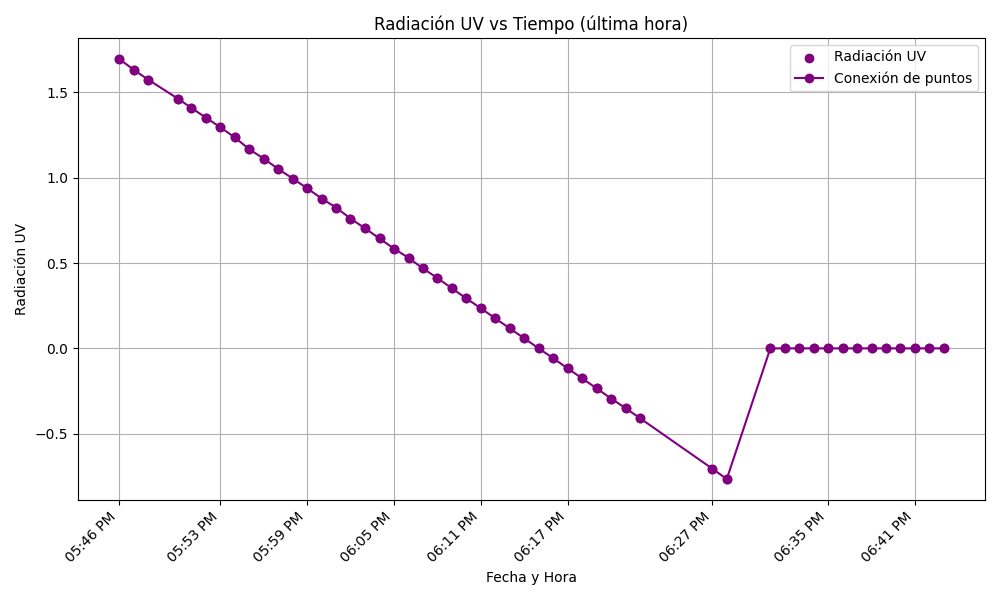 Radiación UV vs Tiempo (última hora)
Radiación UV
Conexión de puntos
Radiación UV
1.5
1.0
0.5
0.0
−0.5
05:46 PM
05:53 PM
05:59 PM
06:05 PM
06:11 PM
06:17 PM
06:27 PM
06:35 PM
06:41 PM
Fecha y Hora